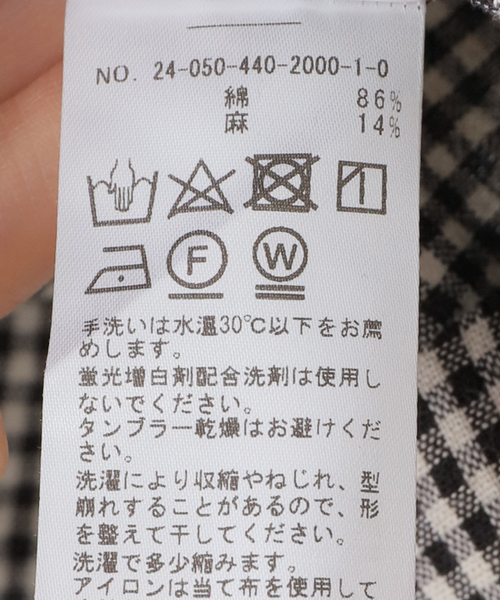 NO. 24-050-440-2000-1-0
綿 86%
麻 14%
F W
手洗いは水温30℃以下をお薦
めします。
蛍光増白剤配合洗剤は使用し
ないでください。
タンブラー乾燥はお避けくだ
さい。
洗濯により収縮やねじれ、型
崩れすることがあるので、形
を整えて干してください。
洗濯で多少縮みます。
アイロンは当て布を使用して